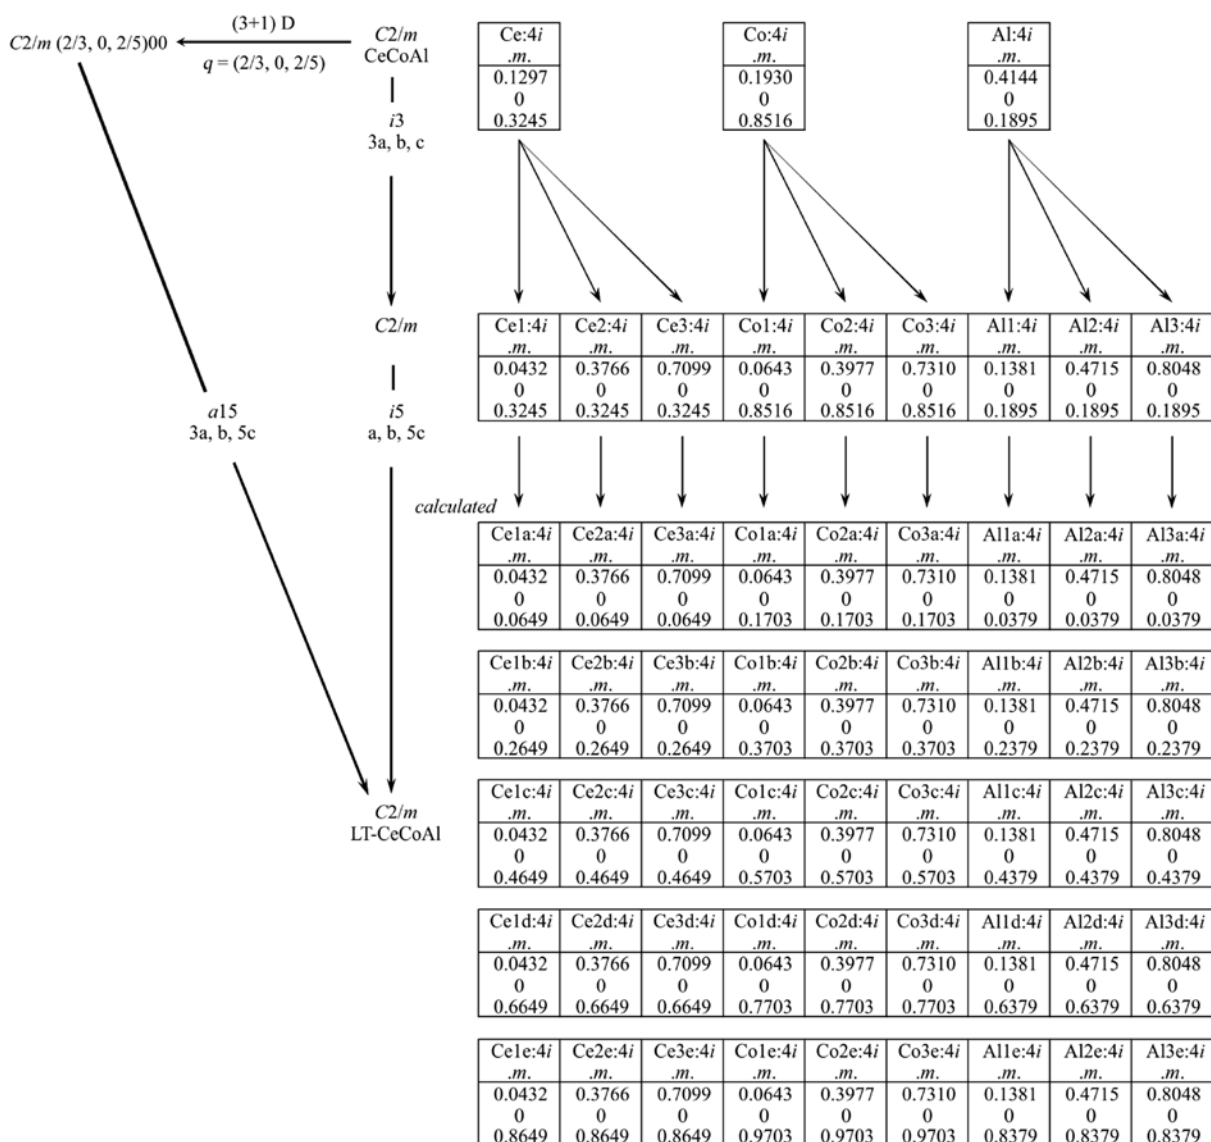 (3+1) D
C2/m (2/3, 0, 2/5)00
q = (2/3, 0, 2/5)
C2/m
CeCoAl
i3
3a, b, c
Ce:4i Co:4i Al:4i
.m. .m. .m.
0.1297 0.1930 0.4144
0 0 0
0.3245 0.8516 0.1895
C2/m
Ce1:4i Ce2:4i Ce3:4i Co1:4i Co2:4i Co3:4i Al1:4i Al2:4i Al3:4i
.m. .m. .m. .m. .m. .m. .m. .m. .m.
0.0432 0.3766 0.7099 0.0643 0.3977 0.7310 0.1381 0.4715 0.8048
0 0 0 0 0 0 0 0 0
0.3245 0.3245 0.3245 0.8516 0.8516 0.8516 0.1895 0.1895 0.1895
a15
3a, b, 5c
i5
a, b, 5c
calculated
Ce1a:4i Ce2a:4i Ce3a:4i Co1a:4i Co2a:4i Co3a:4i Al1a:4i Al2a:4i Al3a:4i
.m. .m. .m. .m. .m. .m. .m. .m. .m.
0.0432 0.3766 0.7099 0.0643 0.3977 0.7310 0.1381 0.4715 0.8048
0 0 0 0 0 0 0 0 0
0.0649 0.0649 0.0649 0.1703 0.1703 0.1703 0.0379 0.0379 0.0379
Ce1b:4i Ce2b:4i Ce3b:4i Co1b:4i Co2b:4i Co3b:4i Al1b:4i Al2b:4i Al3b:4i
.m. .m. .m. .m. .m. .m. .m. .m. .m.
0.0432 0.3766 0.7099 0.0643 0.3977 0.7310 0.1381 0.4715 0.8048
0 0 0 0 0 0 0 0 0
0.2649 0.2649 0.2649 0.3703 0.3703 0.3703 0.2379 0.2379 0.2379
C2/m
LT-CeCoAl
Ce1c:4i Ce2c:4i Ce3c:4i Co1c:4i Co2c:4i Co3c:4i Al1c:4i Al2c:4i Al3c:4i
.m. .m. .m. .m. .m. .m. .m. .m. .m.
0.0432 0.3766 0.7099 0.0643 0.3977 0.7310 0.1381 0.4715 0.8048
0 0 0 0 0 0 0 0 0
0.4649 0.4649 0.4649 0.5703 0.5703 0.5703 0.4379 0.4379 0.4379
Ce1d:4i Ce2d:4i Ce3d:4i Co1d:4i Co2d:4i Co3d:4i Al1d:4i Al2d:4i Al3d:4i
.m. .m. .m. .m. .m. .m. .m. .m. .m.
0.0432 0.3766 0.7099 0.0643 0.3977 0.7310 0.1381 0.4715 0.8048
0 0 0 0 0 0 0 0 0
0.6649 0.6649 0.6649 0.7703 0.7703 0.7703 0.6379 0.6379 0.6379
Ce1e:4i Ce2e:4i Ce3e:4i Co1e:4i Co2e:4i Co3e:4i Al1e:4i Al2e:4i Al3e:4i
.m. .m. .m. .m. .m. .m. .m. .m. .m.
0.0432 0.3766 0.7099 0.0643 0.3977 0.7310 0.1381 0.4715 0.8048
0 0 0 0 0 0 0 0 0
0.8649 0.8649 0.8649 0.9703 0.9703 0.9703 0.8379 0.8379 0.8379